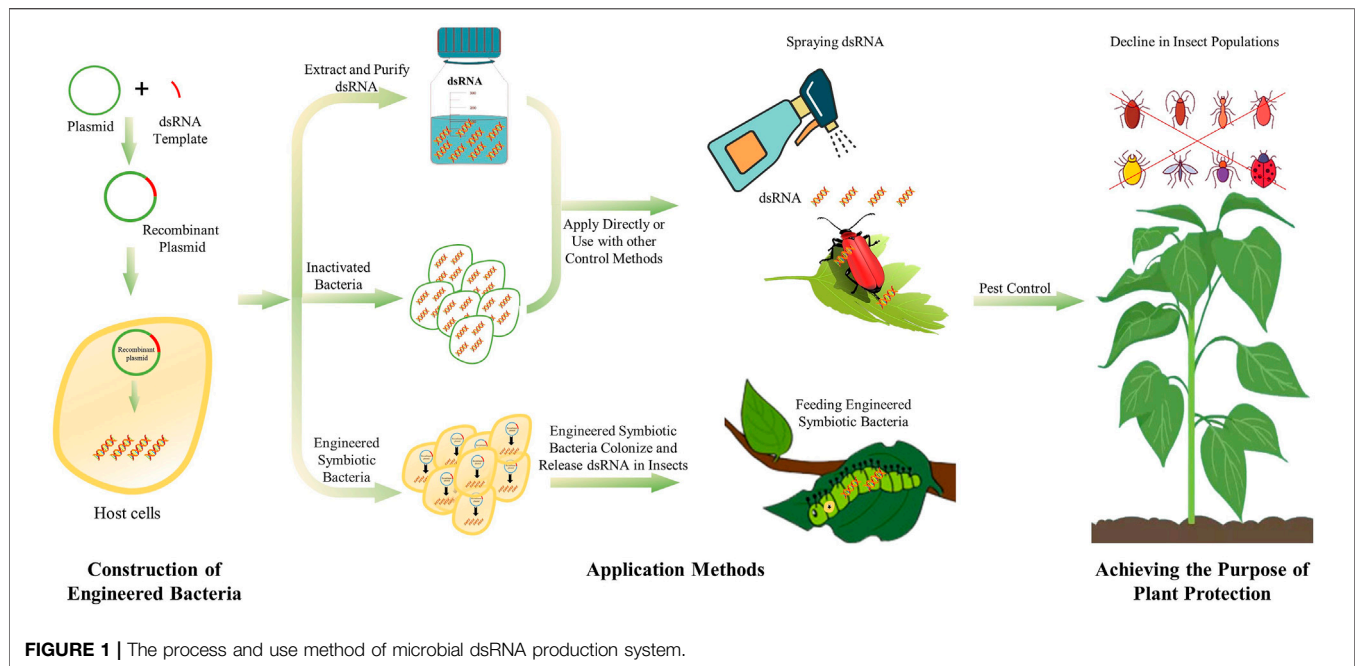 Plasmid
+
dsRNA
Template
Recombinant
Plasmid
Recombinant
plasmid
Host cells
Construction of
Engineered Bacteria
Extract and Purify
dsRNA
dsRNA
Inactivated
Bacteria
Engineered
Symbiotic
Bacteria
Apply Directly or
Use with other
Control Methods
Engineered Symbiotic
Bacteria Colonize and
Release dsRNA in Insects
Application Methods
Spraying dsRNA
dsRNA
Feeding Engineered
Symbiotic Bacteria
Pest Control
Decline in Insect Populations
Achieving the Purpose of
Plant Protection
FIGURE 1 | The process and use method of microbial dsRNA production system.